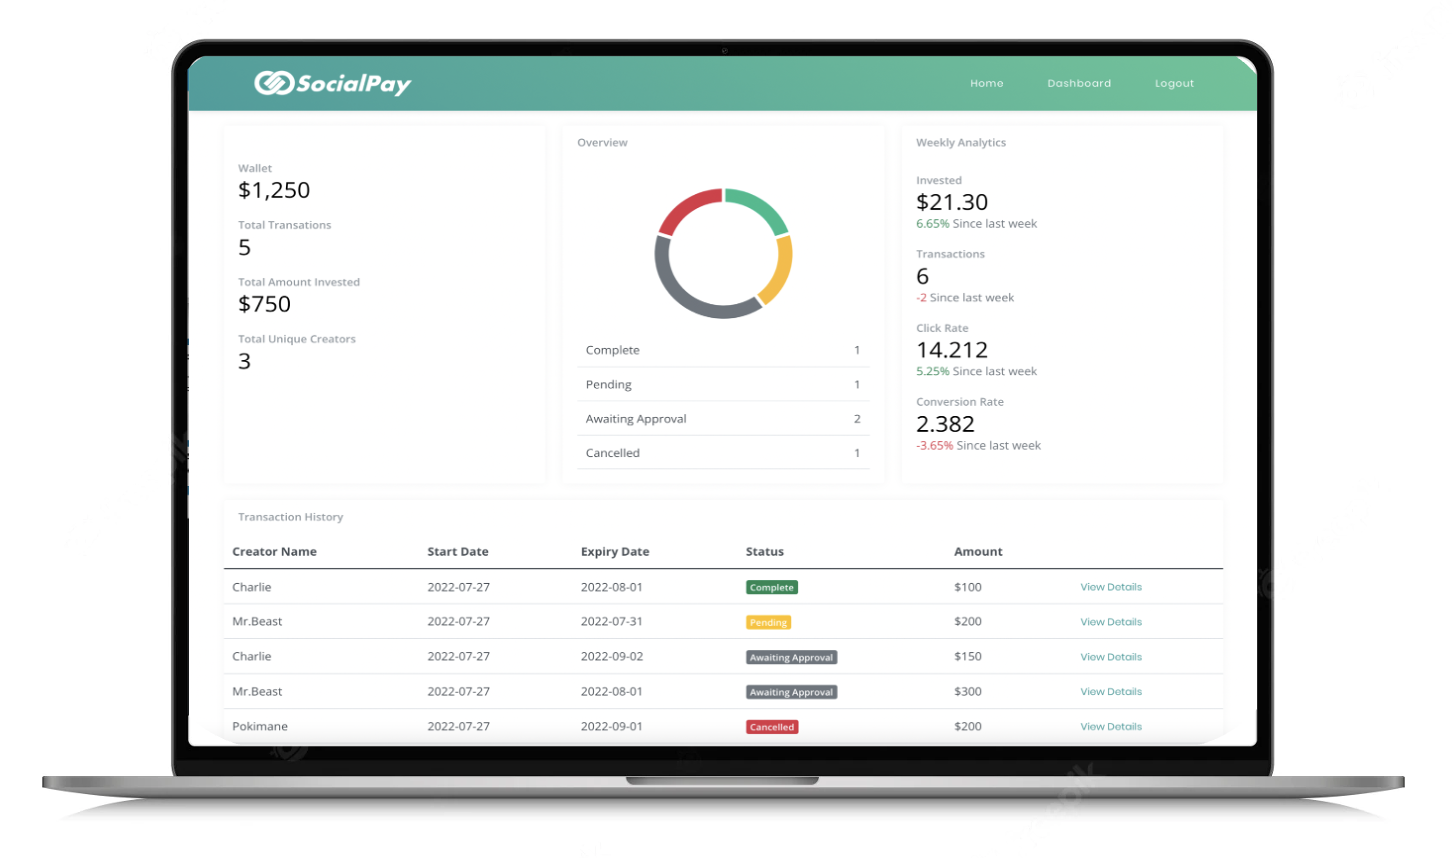 SocialPay
Home Dashboard Logout
Wallet
$1,250
Total Transations
5
Total Amount Invested
$750
Total Unique Creators
3
Overview
Complete 1
Pending 1
Awaiting Approval 2
Cancelled 1
Weekly Analytics
Invested
$21.30
6.65% Since last week
Transactions
6
-2 Since last week
Click Rate
14.212
5.25% Since last week
Conversion Rate
2.382
-3.65% Since last week
Transaction History
Creator Name Start Date Expiry Date Status Amount
Charlie 2022-07-27 2022-08-01 Complete $100 View Details
Mr.Beast 2022-07-27 2022-07-31 Pending $200 View Details
Charlie 2022-07-27 2022-09-02 Awaiting Approval $150 View Details
Mr.Beast 2022-07-27 2022-08-01 Awaiting Approval $300 View Details
Pokimane 2022-07-27 2022-09-01 Cancelled $200 View Details